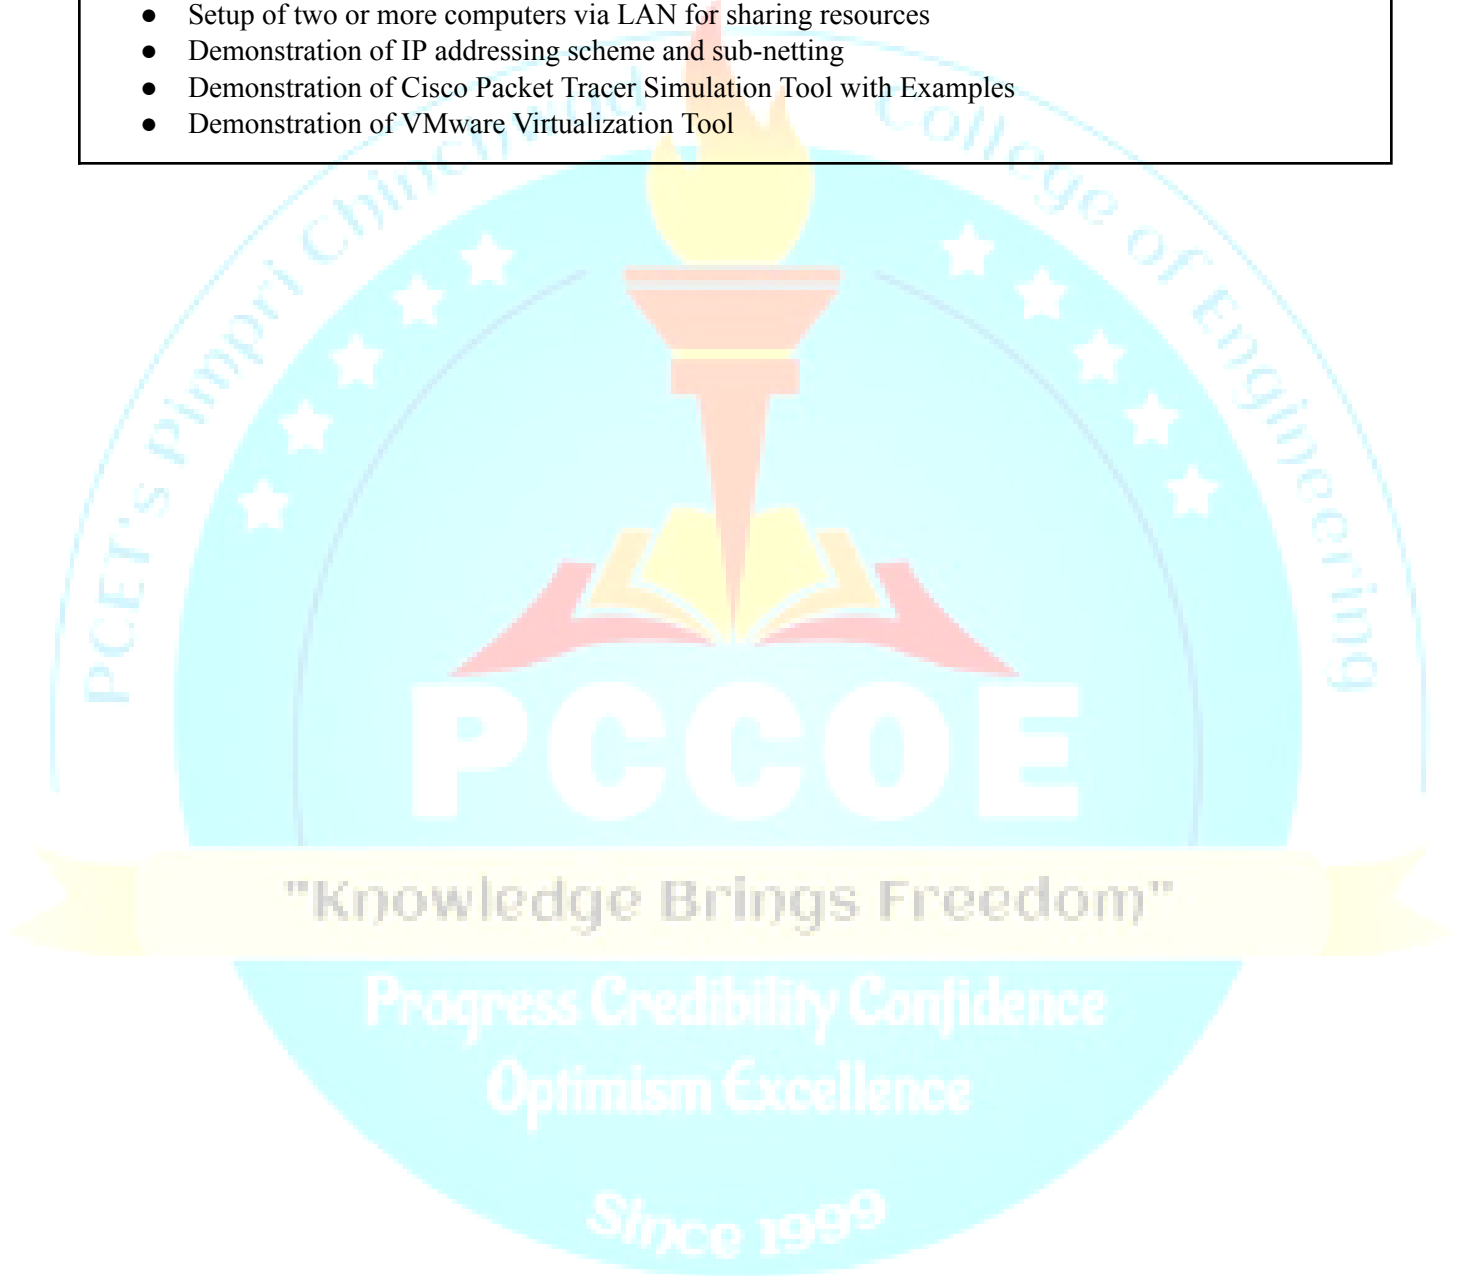 ● Setup of two or more computers via LAN for sharing resources
● Demonstration of IP addressing scheme and sub-netting
● Demonstration of Cisco Packet Tracer Simulation Tool with Examples
● Demonstration of VMware Virtualization Tool
PCET's Pimpri Chinchwad College of Engineering
PCCOE
"Knowledge Brings Freedom"
Progress Credibility Confidence
Optimism Excellence
Since 1999